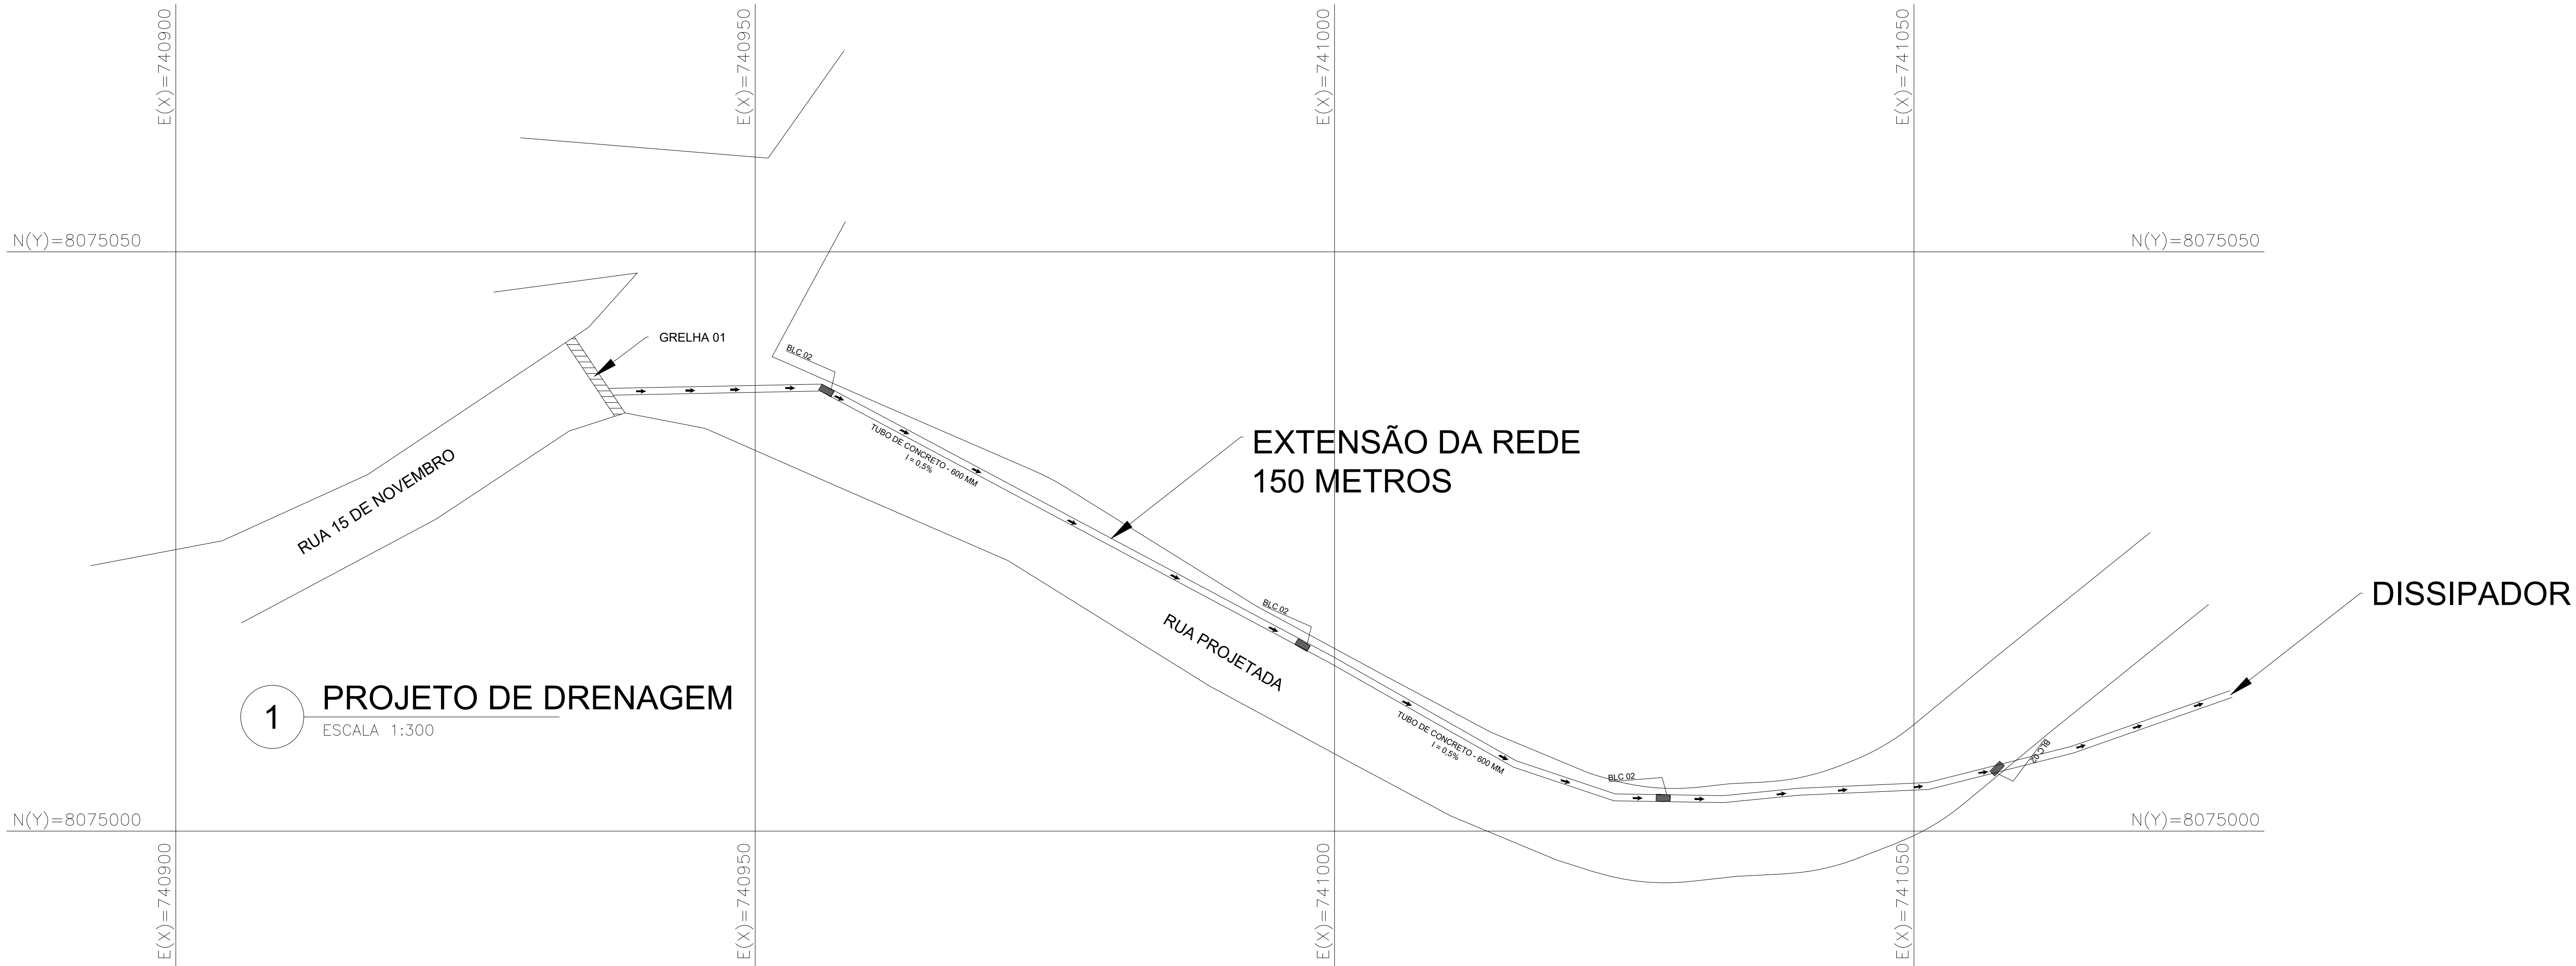 E(X)=740900
E(X)=740950
E(X)=741000
E(X)=741050
N(Y)=8075050
N(Y)=8075050
GRELHA 01
BLC 02
EXTENSÃO DA REDE
150 METROS
TUBO DE CONCRETO - 600 MM
I = 0,5%
RUA 15 DE NOVEMBRO
DISSIPADOR
BLC 02
RUA PROJETADA
1
PROJETO DE DRENAGEM
ESCALA 1:300
TUBO DE CONCRETO - 600 MM
I = 0,5%
BLC 02
BLC 02
N(Y)=8075000
N(Y)=8075000
E(X)=740900
E(X)=740950
E(X)=741000
E(X)=741050